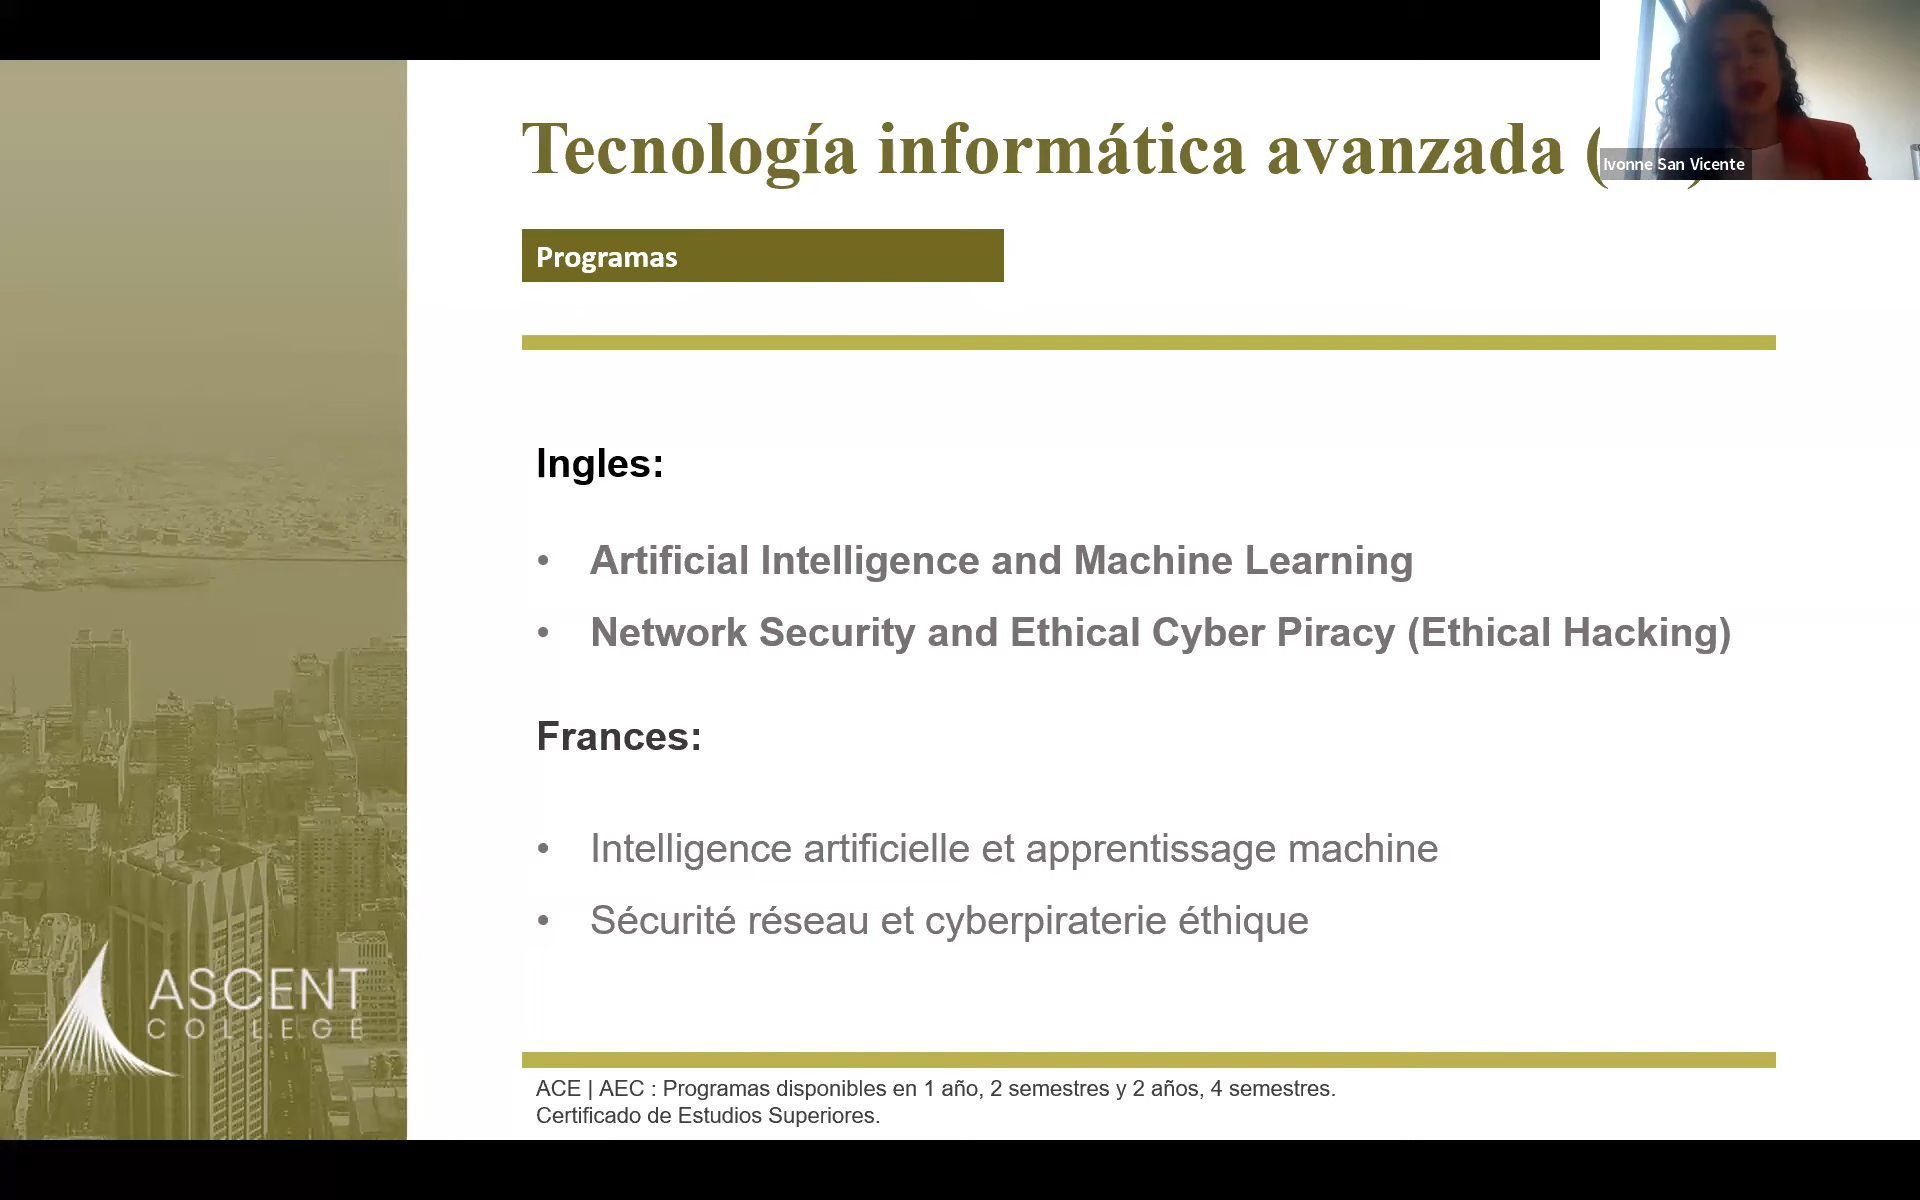 Tecnología informática avanzada (
Ivonne San Vicente
Programas
Ingles:
• Artificial Intelligence and Machine Learning
• Network Security and Ethical Cyber Piracy (Ethical Hacking)
Frances:
• Intelligence artificielle et apprentissage machine
• Sécurité réseau et cyberpiraterie éthique
ASCENT
COLLEGE
ACE | AEC : Programas disponibles en 1 año, 2 semestres y 2 años, 4 semestres.
Certificado de Estudios Superiores.